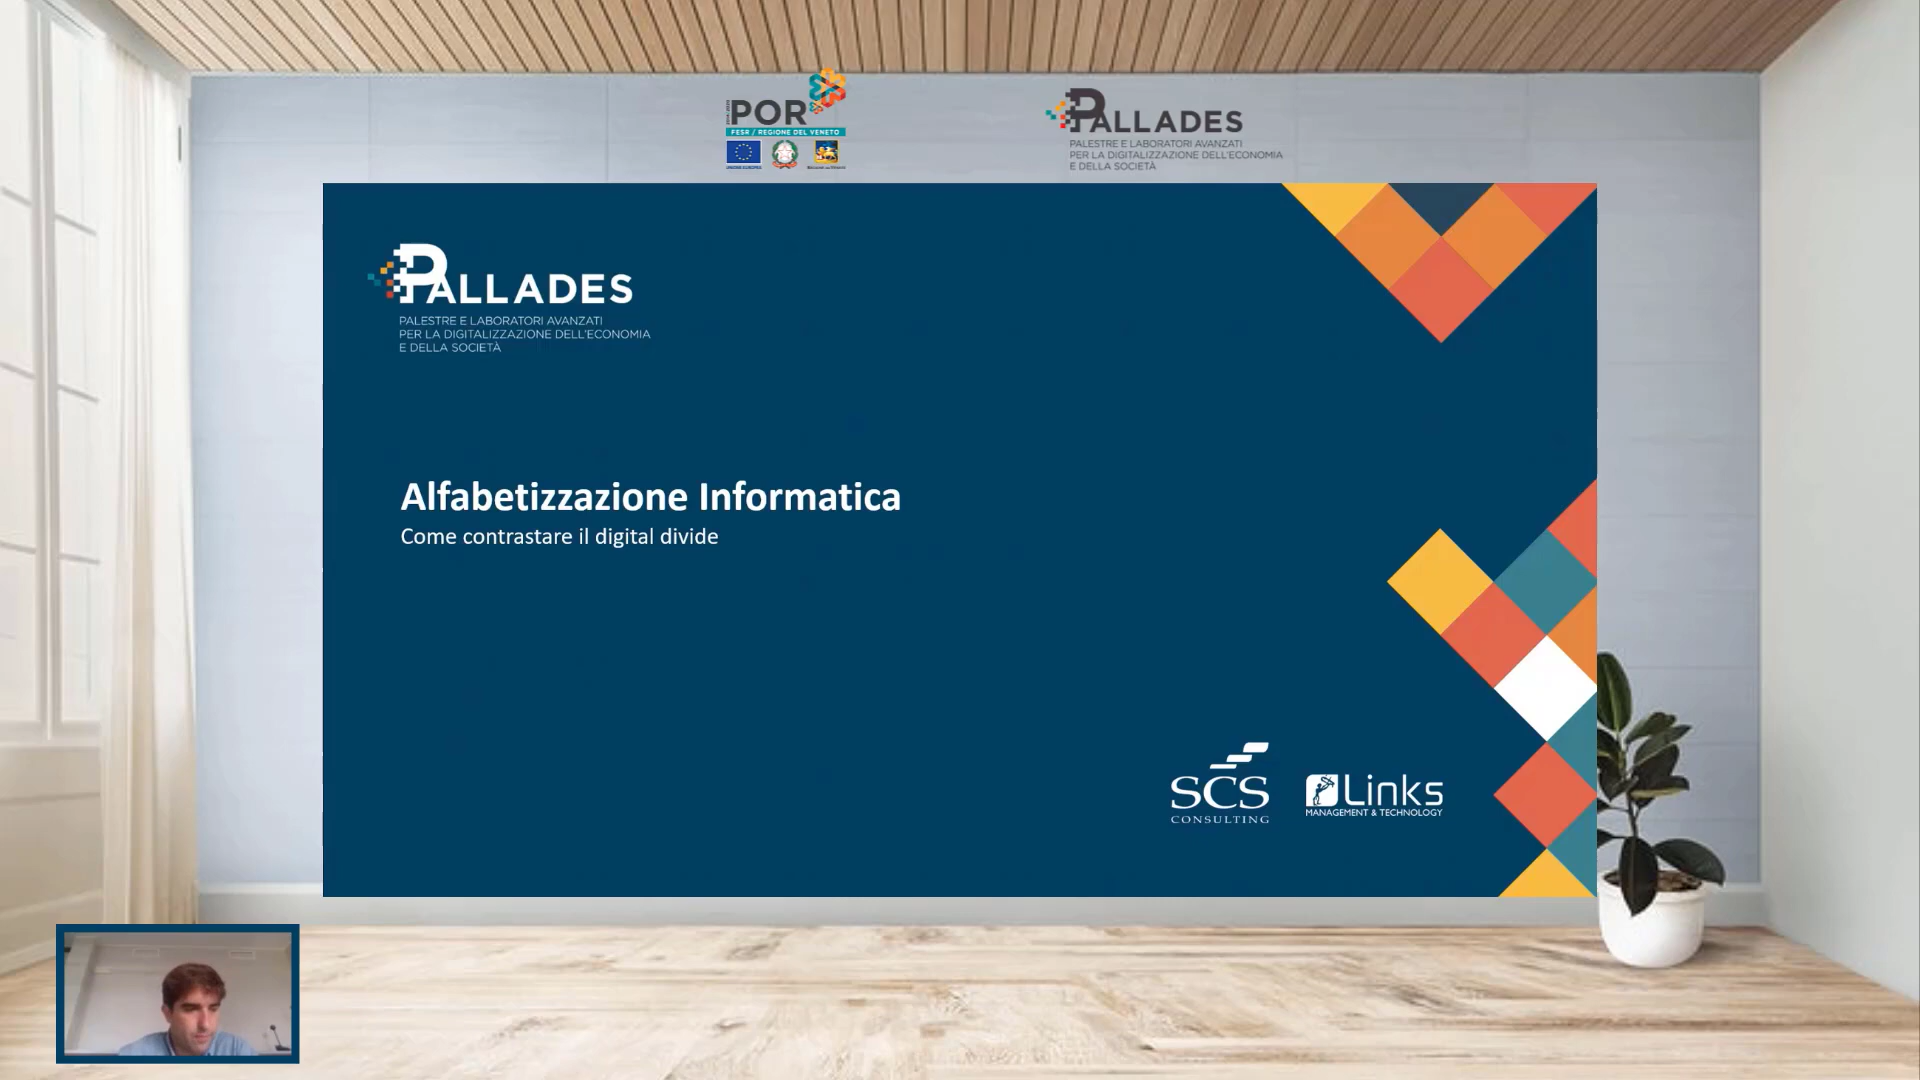 POR
FESR / REGIONE DEL VENETO
PALLADES
PALESTRE E LABORATORI AVANZATI
PER LA DIGITALIZZAZIONE DELL'ECONOMIA
E DELLA SOCIETÀ
PALLADES
PALESTRE E LABORATORI AVANZATI
PER LA DIGITALIZZAZIONE DELL'ECONOMIA
E DELLA SOCIETÀ
Alfabetizzazione Informatica
Come contrastare il digital divide
SCS
CONSULTING
Links
MANAGEMENT & TECHNOLOGY